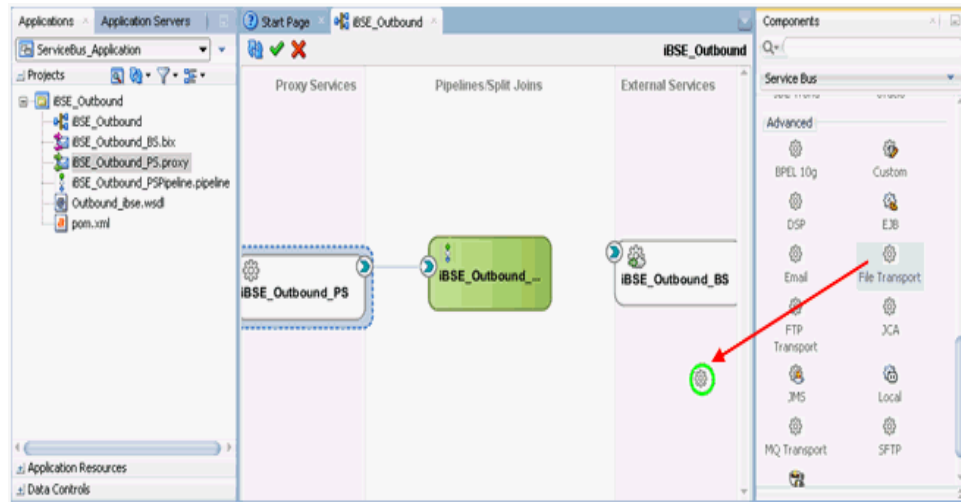 Applications
Application Servers
ServiceBus_Application
Projects
iBSE_Outbound
iBSE_Outbound
iBSE_Outbound_BS.bix
iBSE_Outbound_PS.proxy
iBSE_Outbound_PSPipeline.pipeline
Outbound_ibse.wsdl
pom.xml
Application Resources
Data Controls
Start Page
iBSE_Outbound
iBSE_Outbound
Proxy Services
Pipelines/Split Joins
External Services
iBSE_Outbound_PS
iBSE_Outbound_...
iBSE_Outbound_BS
Components
Service Bus
Advanced
BPEL 10g
Custom
DSP
EJB
Email
File Transport
FTP
Transport
JCA
JMS
Local
MQ Transport
SFTP